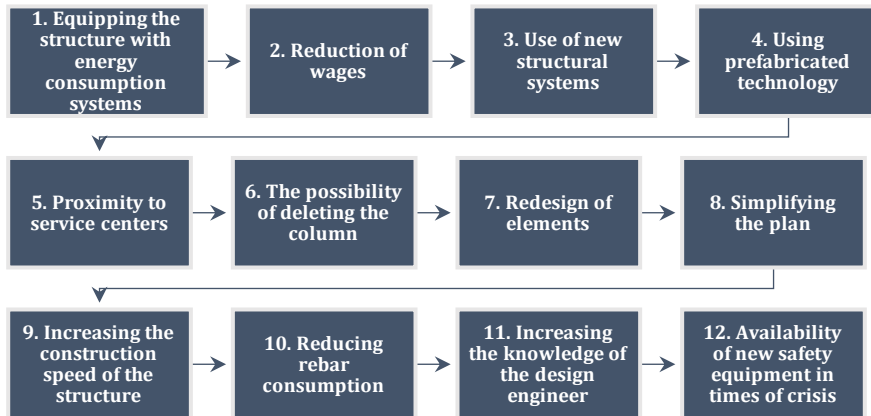 1. Equipping the
structure with
energy
consumption
systems
2. Reduction of
wages
3. Use of new
structural
systems
4. Using
prefabricated
technology
5. Proximity to
service centers
6. The possibility
of deleting the
column
7. Redesign of
elements
8. Simplifying
the plan
9. Increasing the
construction
speed of the
structure
10. Reducing
rebar
consumption
11. Increasing
the knowledge of
the design
engineer
12. Availability
of new safety
equipment in
times of crisis